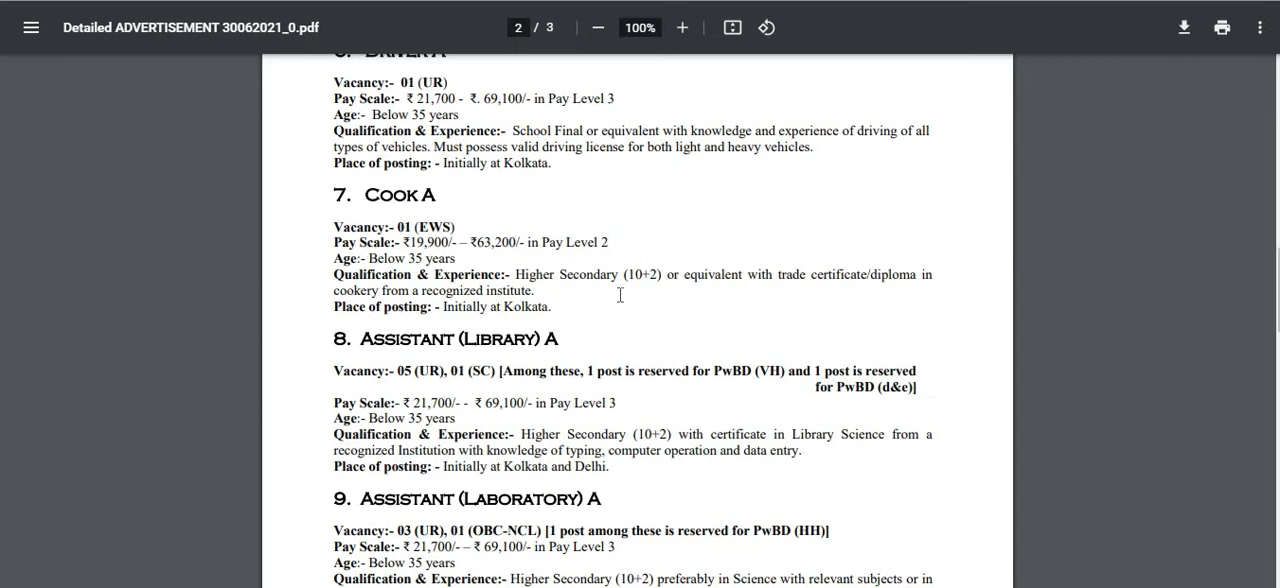 Detailed ADVERTISEMENT 30062021_0.pdf
2 / 3
100%
6. DRIVER A
Vacancy:- 01 (UR)
Pay Scale:- ₹ 21,700 - ₹. 69,100/- in Pay Level 3
Age:- Below 35 years
Qualification & Experience:- School Final or equivalent with knowledge and experience of driving of all
types of vehicles. Must possess valid driving license for both light and heavy vehicles.
Place of posting: - Initially at Kolkata.
7. COOK A
Vacancy:- 01 (EWS)
Pay Scale:- ₹19,900/- – ₹63,200/- in Pay Level 2
Age:- Below 35 years
Qualification & Experience:- Higher Secondary (10+2) or equivalent with trade certificate/diploma in
cookery from a recognized institute.
Place of posting: - Initially at Kolkata.
8. ASSISTANT (LIBRARY) A
Vacancy:- 05 (UR), 01 (SC) [Among these, 1 post is reserved for PwBD (VH) and 1 post is reserved
for PwBD (d&e)]
Pay Scale:- ₹ 21,700/- - ₹ 69,100/- in Pay Level 3
Age:- Below 35 years
Qualification & Experience:- Higher Secondary (10+2) with certificate in Library Science from a
recognized Institution with knowledge of typing, computer operation and data entry.
Place of posting: - Initially at Kolkata and Delhi.
9. ASSISTANT (LABORATORY) A
Vacancy:- 03 (UR), 01 (OBC-NCL) [1 post among these is reserved for PwBD (HH)]
Pay Scale:- ₹ 21,700/- – ₹ 69,100/- in Pay Level 3
Age:- Below 35 years
Qualification & Experience:- Higher Secondary (10+2) preferably in Science with relevant subjects or in